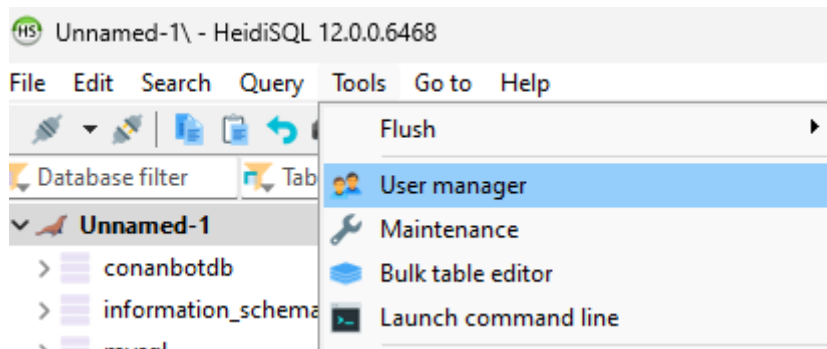 Unnamed-1\ - HeidiSQL 12.0.0.6468
File Edit Search Query Tools Go to Help
Flush
Database filter Tab
User manager
Unnamed-1
Maintenance
conanbotdb
Bulk table editor
information_schema
Launch command line